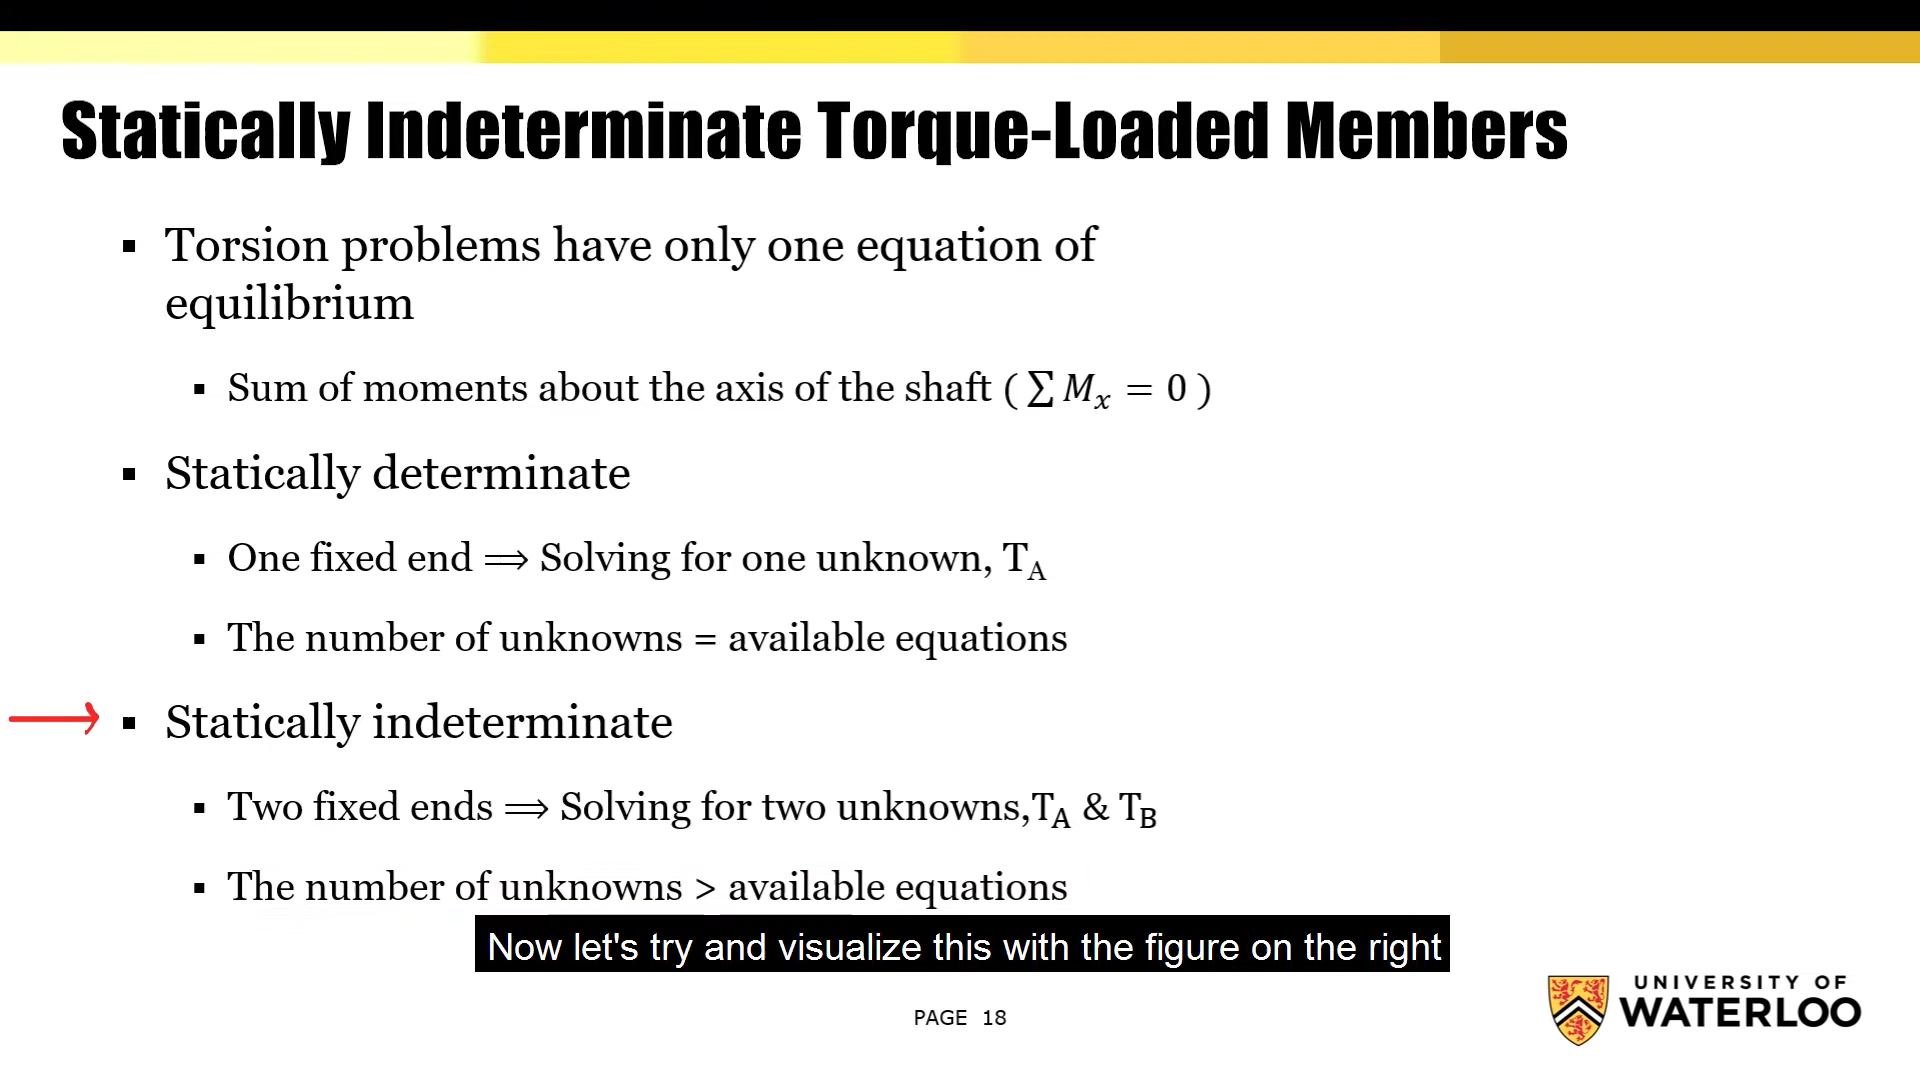 Statically Indeterminate Torque-Loaded Members
▪ Torsion problems have only one equation of
equilibrium
▪ Sum of moments about the axis of the shaft ( ∑ Mₓ = 0 )
▪ Statically determinate
▪ One fixed end ⟹ Solving for one unknown, T_A
▪ The number of unknowns = available equations
▪ Statically indeterminate
▪ Two fixed ends ⟹ Solving for two unknowns,T_A & T_B
▪ The number of unknowns > available equations
Now let's try and visualize this with the figure on the right
PAGE 18
UNIVERSITY OF
WATERLOO